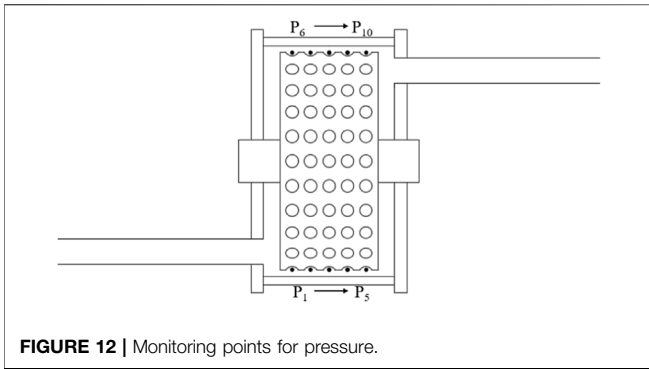 P₆ → P₁₀
P₁ → P₅
FIGURE 12 | Monitoring points for pressure.